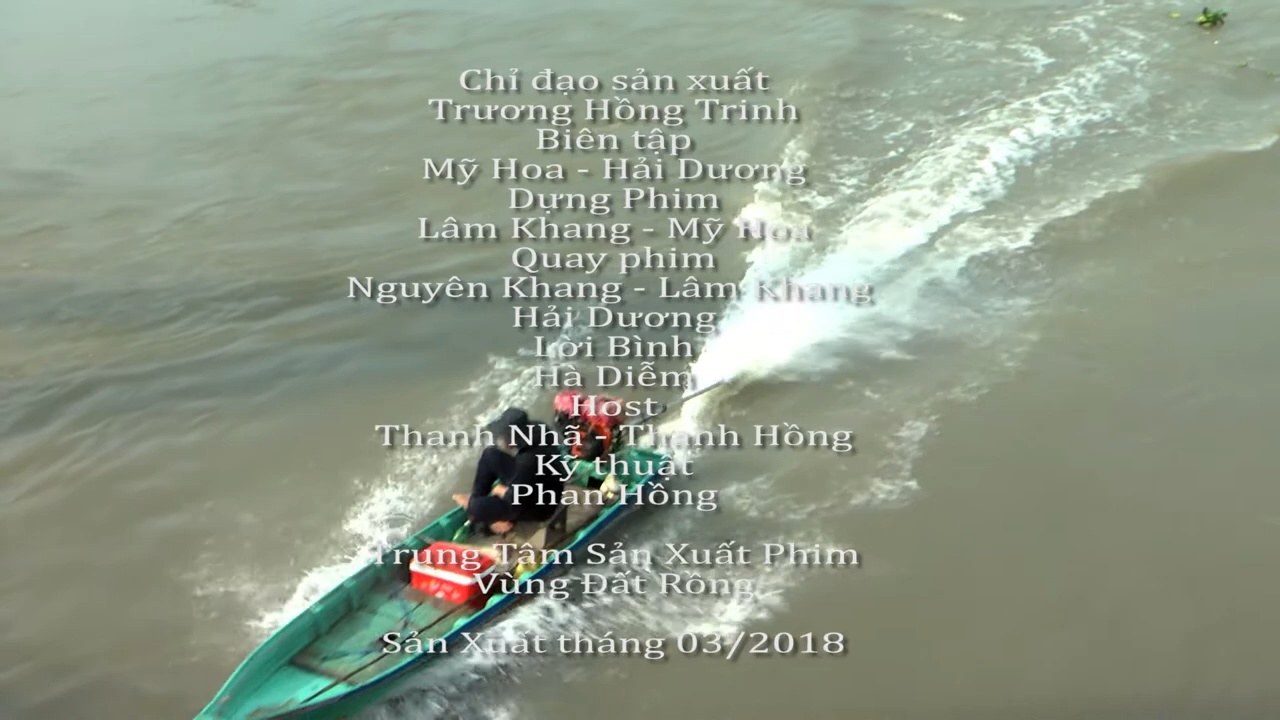 Chỉ đạo sản xuất
Trương Hồng Trinh
Biên tập
Mỹ Hoa - Hải Dương
Dựng Phim
Lâm Khang - Mỹ Hoa
Quay phim
Nguyên Khang - Lâm Khang
Hải Dương
Lời Bình
Hà Diễm
Host
Thanh Nhã - Thanh Hồng
Kỹ thuật
Phan Hồng
Trung Tâm Sản Xuất Phim
Vùng Đất Rồng
Sản Xuất tháng 03/2018